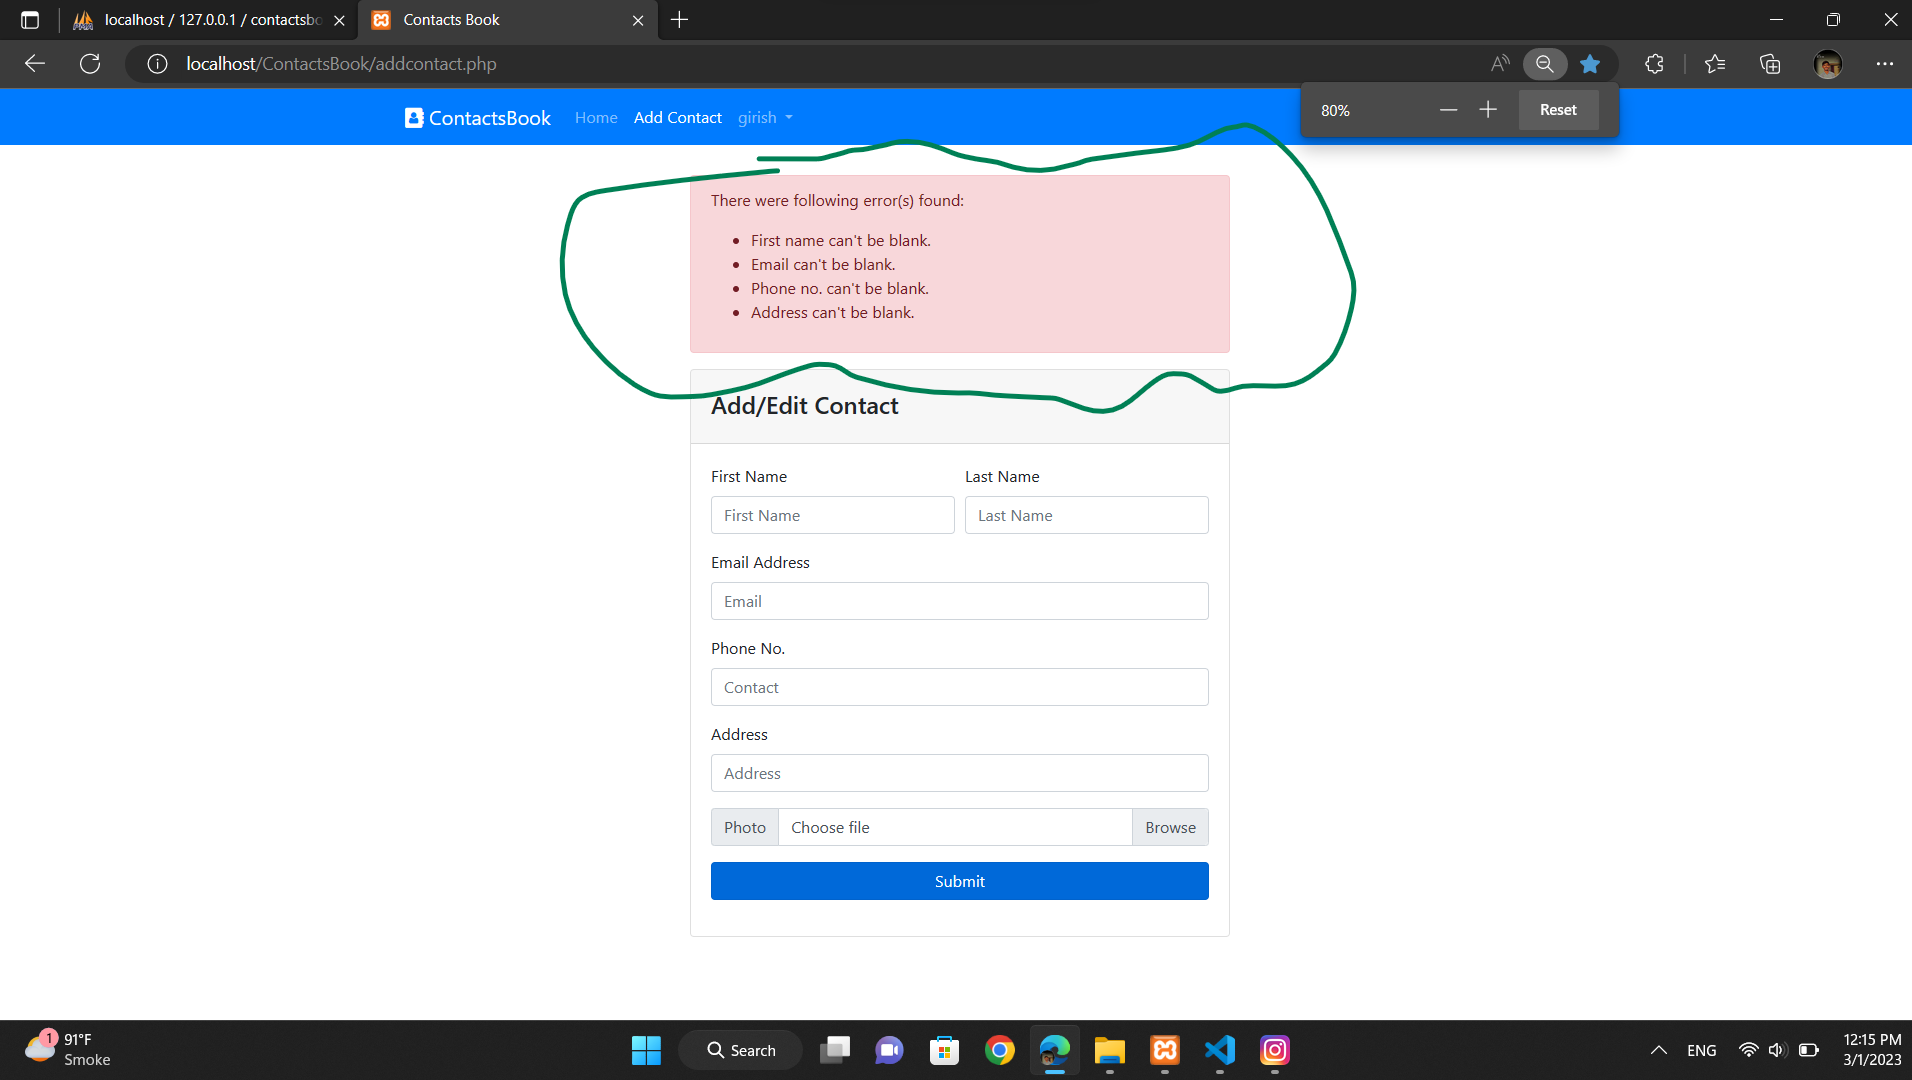 localhost / 127.0.0.1 / contactsbo
Contacts Book
localhost/ContactsBook/addcontact.php
80%
Reset
ContactsBook Home Add Contact girish
There were following error(s) found:
First name can't be blank.
Email can't be blank.
Phone no. can't be blank.
Address can't be blank.
Add/Edit Contact
First Name Last Name
First Name Last Name
Email Address
Email
Phone No.
Contact
Address
Address
Photo Choose file Browse
Submit
1
91°F
Smoke
Search
ENG
12:15 PM
3/1/2023